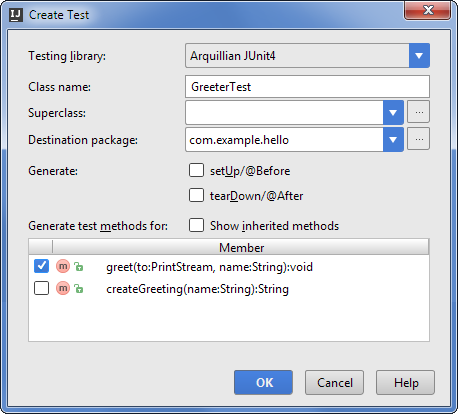 IJ Create Test
Testing library: Arquillian JUnit4
Class name: GreeterTest
Superclass: ...
Destination package: com.example.hello ...
Generate: setUp/@Before
tearDown/@After
Generate test methods for: Show inherited methods
Member
m greet(to:PrintStream, name:String):void
m createGreeting(name:String):String
OK Cancel Help